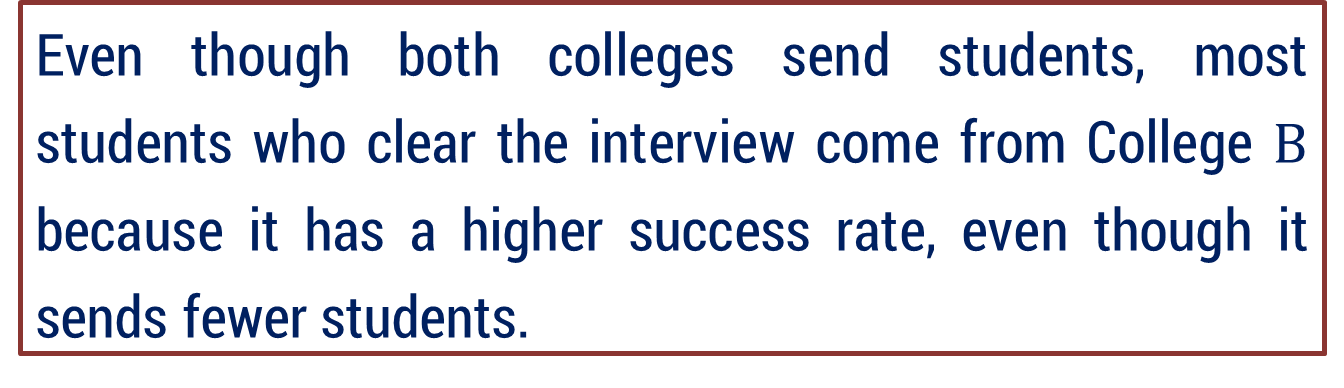 Even though both colleges send students, most
students who clear the interview come from College B
because it has a higher success rate, even though it
sends fewer students.